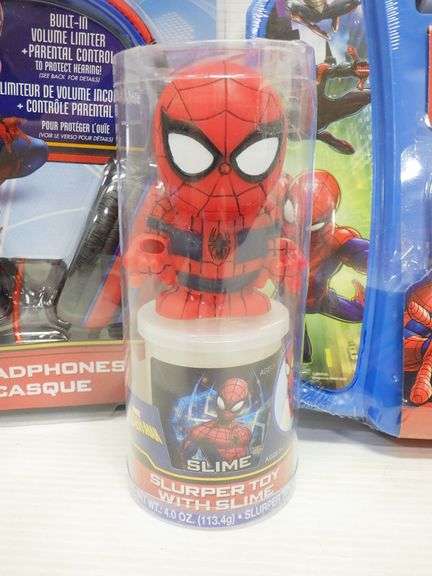 BUILT-IN
VOLUME LIMITER
+PARENTAL CONTROL
TO PROTECT HEARING!
(SEE BACK FOR DETAILS)
LIMITEUR DE VOLUME
+ CONTRÔLE PARENTAL
POUR PROTÉGER L'OUÏE
(VOIR LE VERSO POUR DÉTAILS)
ADPHONES
CASQUE
SLIME
SLURPER TOY
WITH SLIME
WT. 4.0 OZ. (113.4g) • SLURPER